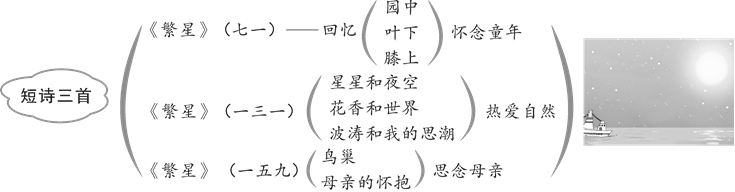 短诗三首
《繁星》（七一）——回忆
园中
叶下
膝上
怀念童年
《繁星》（一三一）
星星和夜空
花香和世界
波涛和我的思潮
热爱自然
《繁星》（一五九）
鸟巢
母亲的怀抱
思念母亲